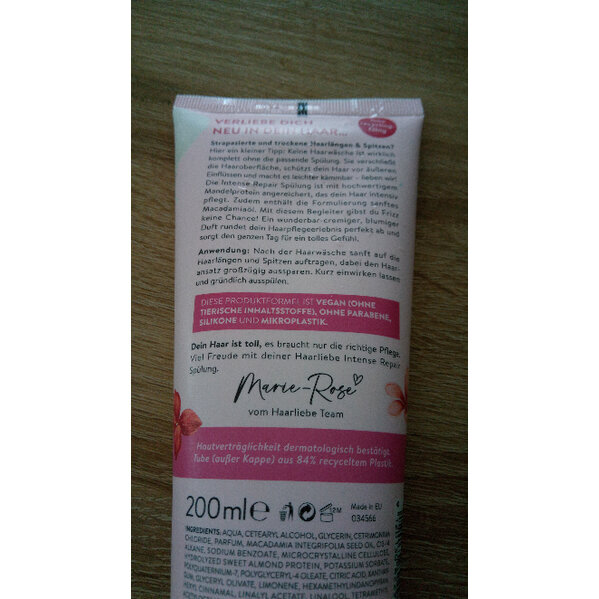 VERLIEBE DICH
NEU IN DEIN HAAR...
recycling
fähig
Strapazierte und trockene Haarlängen & Spitzen?
Hier ein kleiner Tipp: Keine Haarwäsche ist wirklich
komplett ohne die passende Spülung. Sie verschließt
die Haaroberfläche, schützt dein Haar vor äußeren
Einflüssen und macht es leichter kämmbar – lieben wir!
Die Intense Repair Spülung ist mit hochwertigem
Mandelprotein angereichert, das dein Haar intensiv
pflegt. Zudem enthält die Formulierung sanftes
Macadamiaöl. Mit diesem Begleiter gibst du Frizz
keine Chance! Ein wunderbar cremiger, blumiger
Duft rundet dein Haarpflegeerlebnis perfekt ab und
sorgt den ganzen Tag für ein tolles Gefühl.
Anwendung: Nach der Haarwäsche sanft auf die
Haarlängen und Spitzen auftragen, dabei den Haar-
ansatz großzügig aussparen. Kurz einwirken lassen
und gründlich ausspülen.
DIESE PRODUKTFORMEL IST VEGAN (OHNE
TIERISCHE INHALTSSTOFFE), OHNE PARABENE,
SILIKONE UND MIKROPLASTIK.
Dein Haar ist toll, es braucht nur die richtige Pflege.
Viel Freude mit deiner Haarliebe Intense Repair
Spülung.
Marie-Rose
vom Haarliebe Team
Hautverträglichkeit dermatologisch bestätigt.
Tube (außer Kappe) aus 84% recyceltem Plastik.
200ml℮
Made in EU
034566
INGREDIENTS: AQUA, CETEARYL ALCOHOL, GLYCERIN, CETRIMONIUM
CHLORIDE, PARFUM, MACADAMIA INTEGRIFOLIA SEED OIL,
ALKANE, SODIUM BENZOATE, MICROCRYSTALLINE CELLULOSE,
HYDROLYZED SWEET ALMOND PROTEIN, POTASSIUM SORBATE,
POLYQUATERNIUM-7, POLYGLYCERYL-4 OLEATE, CITRIC ACID, XANTHAN
GUM, GLYCERYL OLIVATE, LIMONENE, HEXAMETHYLINDANOPYRAN,
HEXYL CINNAMAL, LINALYL ACETATE, LINALOOL,